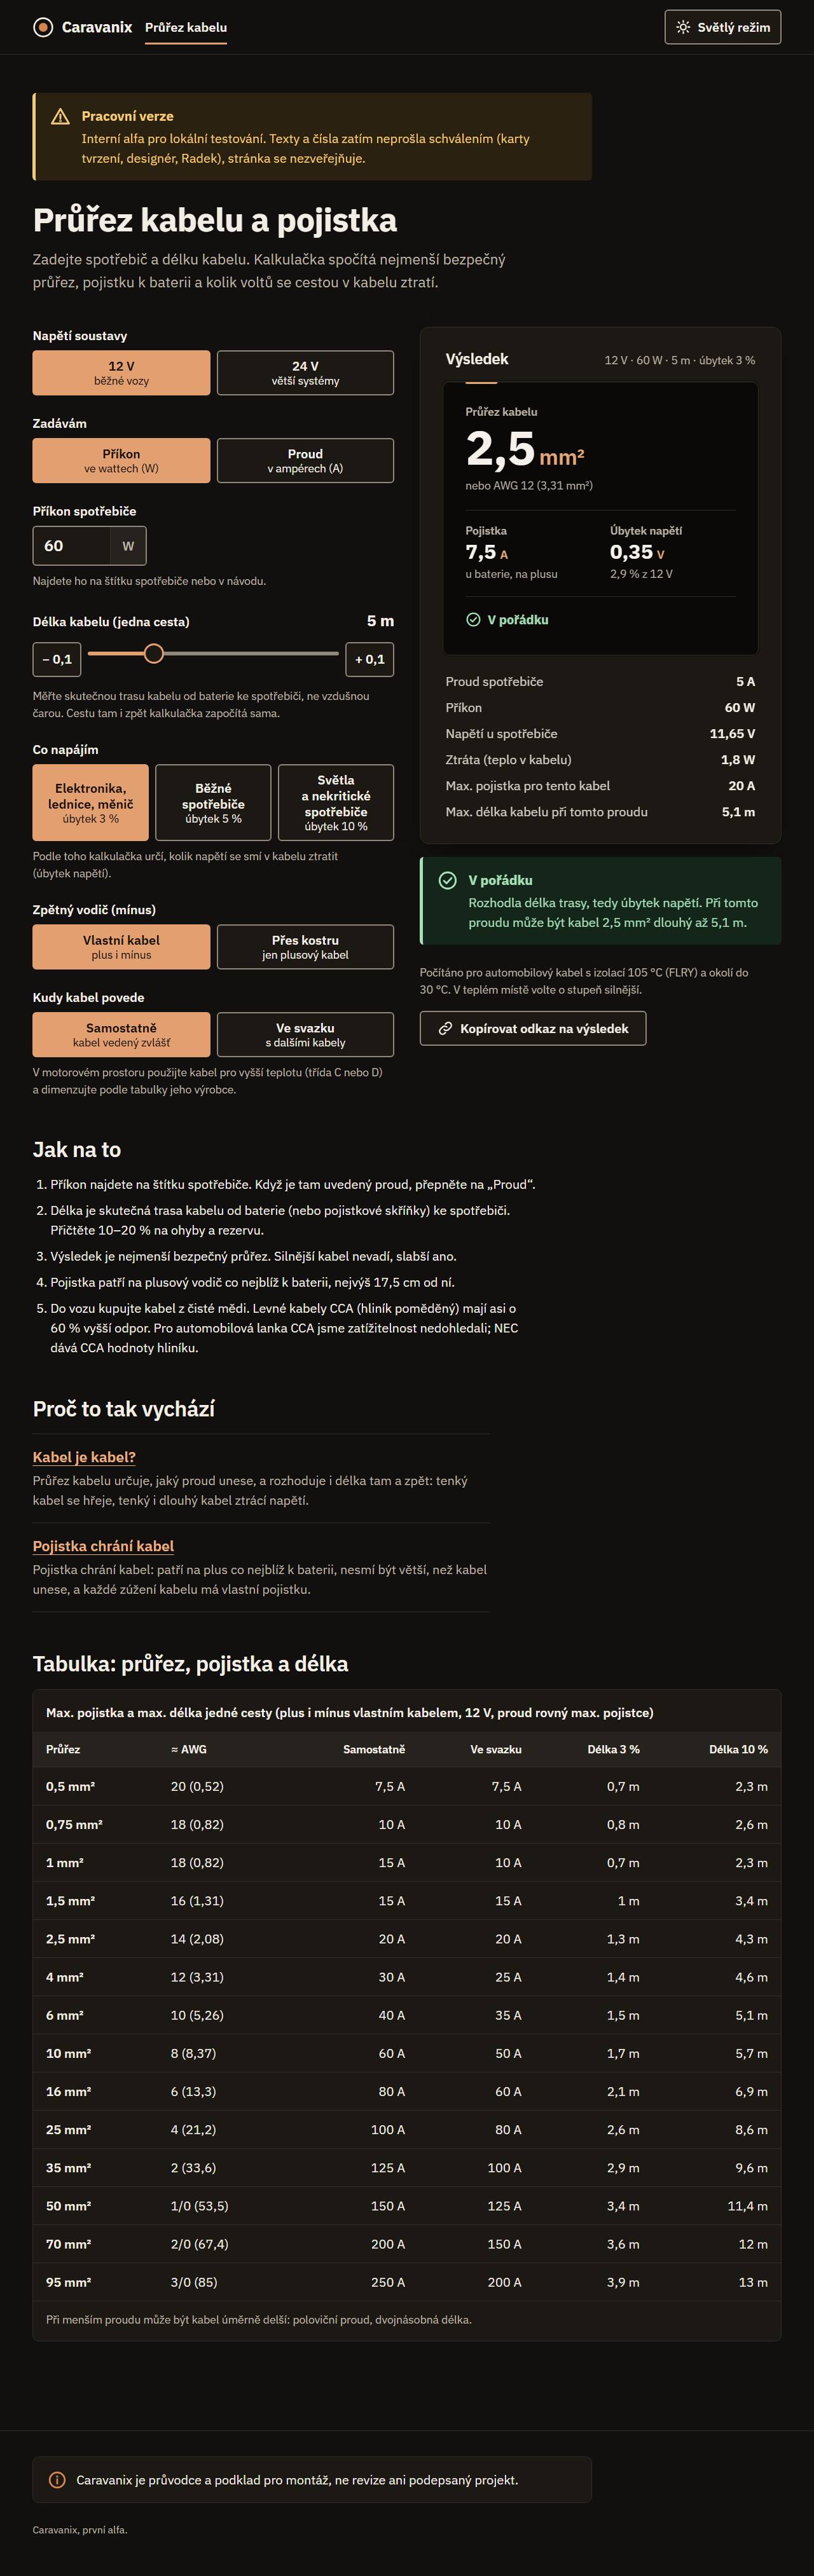 Caravanix
Průřez kabelu
Světlý režim
Pracovní verze
Interní alfa pro lokální testování. Texty a čísla zatím neprošla schválením (karty
tvrzení, designér, Radek), stránka se nezveřejňuje.
Průřez kabelu a pojistka
Zadejte spotřebič a délku kabelu. Kalkulačka spočítá nejmenší bezpečný
průřez, pojistku k baterii a kolik voltů se cestou v kabelu ztratí.
Napětí soustavy
12 V
běžné vozy
24 V
větší systémy
Zadávám
Příkon
ve wattech (W)
Proud
v ampérech (A)
Příkon spotřebiče
60 W
Najdete ho na štítku spotřebiče nebo v návodu.
Délka kabelu (jedna cesta) 5 m
− 0,1
+ 0,1
Měřte skutečnou trasu kabelu od baterie ke spotřebiči, ne vzdušnou
čarou. Cestu tam i zpět kalkulačka započítá sama.
Co napájím
Elektronika,
lednice, měnič
úbytek 3 %
Běžné
spotřebiče
úbytek 5 %
Světla
a nekritické
spotřebiče
úbytek 10 %
Podle toho kalkulačka určí, kolik napětí se smí v kabelu ztratit
(úbytek napětí).
Zpětný vodič (mínus)
Vlastní kabel
plus i mínus
Přes kostru
jen plusový kabel
Kudy kabel povede
Samostatně
kabel vedený zvlášť
Ve svazku
s dalšími kabely
V motorovém prostoru použijte kabel pro vyšší teplotu (třída C nebo D)
a dimenzujte podle tabulky jeho výrobce.
Výsledek
12 V · 60 W · 5 m · úbytek 3 %
Průřez kabelu
2,5 mm²
nebo AWG 12 (3,31 mm²)
Pojistka
7,5 A
u baterie, na plusu
Úbytek napětí
0,35 V
2,9 % z 12 V
V pořádku
Proud spotřebiče 5 A
Příkon 60 W
Napětí u spotřebiče 11,65 V
Ztráta (teplo v kabelu) 1,8 W
Max. pojistka pro tento kabel 20 A
Max. délka kabelu při tomto proudu 5,1 m
V pořádku
Rozhodla délka trasy, tedy úbytek napětí. Při tomto
proudu může být kabel 2,5 mm² dlouhý až 5,1 m.
Počítáno pro automobilový kabel s izolací 105 °C (FLRY) a okolí do
30 °C. V teplém místě volte o stupeň silnější.
Kopírovat odkaz na výsledek
Jak na to
1. Příkon najdete na štítku spotřebiče. Když je tam uvedený proud, přepněte na „Proud“.
2. Délka je skutečná trasa kabelu od baterie (nebo pojistkové skříňky) ke spotřebiči.
Přičtěte 10–20 % na ohyby a rezervu.
3. Výsledek je nejmenší bezpečný průřez. Silnější kabel nevadí, slabší ano.
4. Pojistka patří na plusový vodič co nejblíž k baterii, nejvýš 17,5 cm od ní.
5. Do vozu kupujte kabel z čisté mědi. Levné kabely CCA (hliník poměděný) mají asi o
60 % vyšší odpor. Pro automobilová lanka CCA jsme zatížitelnost nedohledali; NEC
dává CCA hodnoty hliníku.
Proč to tak vychází
Kabel je kabel?
Průřez kabelu určuje, jaký proud unese, a rozhoduje i délka tam a zpět: tenký
kabel se hřeje, tenký i dlouhý kabel ztrácí napětí.
Pojistka chrání kabel
Pojistka chrání kabel: patří na plus co nejblíž k baterii, nesmí být větší, než kabel
unese, a každé zúžení kabelu má vlastní pojistku.
Tabulka: průřez, pojistka a délka
Max. pojistka a max. délka jedné cesty (plus i mínus vlastním kabelem, 12 V, proud rovný max. pojistce)
Průřez ≈ AWG Samostatně Ve svazku Délka 3 % Délka 10 %
0,5 mm² 20 (0,52) 7,5 A 7,5 A 0,7 m 2,3 m
0,75 mm² 18 (0,82) 10 A 10 A 0,8 m 2,6 m
1 mm² 18 (0,82) 15 A 10 A 0,7 m 2,3 m
1,5 mm² 16 (1,31) 15 A 15 A 1 m 3,4 m
2,5 mm² 14 (2,08) 20 A 20 A 1,3 m 4,3 m
4 mm² 12 (3,31) 30 A 25 A 1,4 m 4,6 m
6 mm² 10 (5,26) 40 A 35 A 1,5 m 5,1 m
10 mm² 8 (8,37) 60 A 50 A 1,7 m 5,7 m
16 mm² 6 (13,3) 80 A 60 A 2,1 m 6,9 m
25 mm² 4 (21,2) 100 A 80 A 2,6 m 8,6 m
35 mm² 2 (33,6) 125 A 100 A 2,9 m 9,6 m
50 mm² 1/0 (53,5) 150 A 125 A 3,4 m 11,4 m
70 mm² 2/0 (67,4) 200 A 150 A 3,6 m 12 m
95 mm² 3/0 (85) 250 A 200 A 3,9 m 13 m
Při menším proudu může být kabel úměrně delší: poloviční proud, dvojnásobná délka.
Caravanix je průvodce a podklad pro montáž, ne revize ani podepsaný projekt.
Caravanix, první alfa.